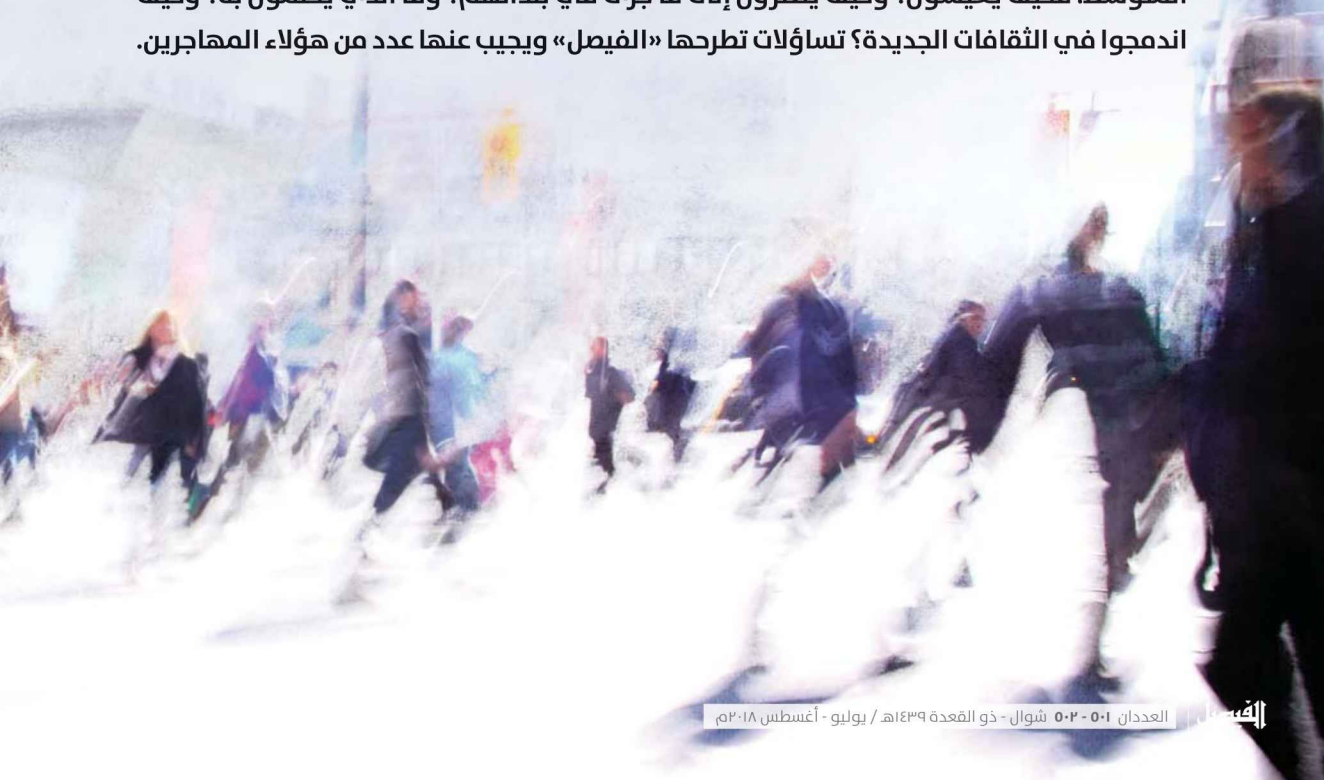 اندمجوا في الثقافات الجديدة؟ تساؤلات تطرحها «الفيصل» ويجيب عنها عدد من هؤلاء المهاجرين.
الفيصل | العددان ٥٠١ - ٥٠٢ شوال - ذو القعدة ١٤٣٩هـ / يوليو - أغسطس ٢٠١٨م